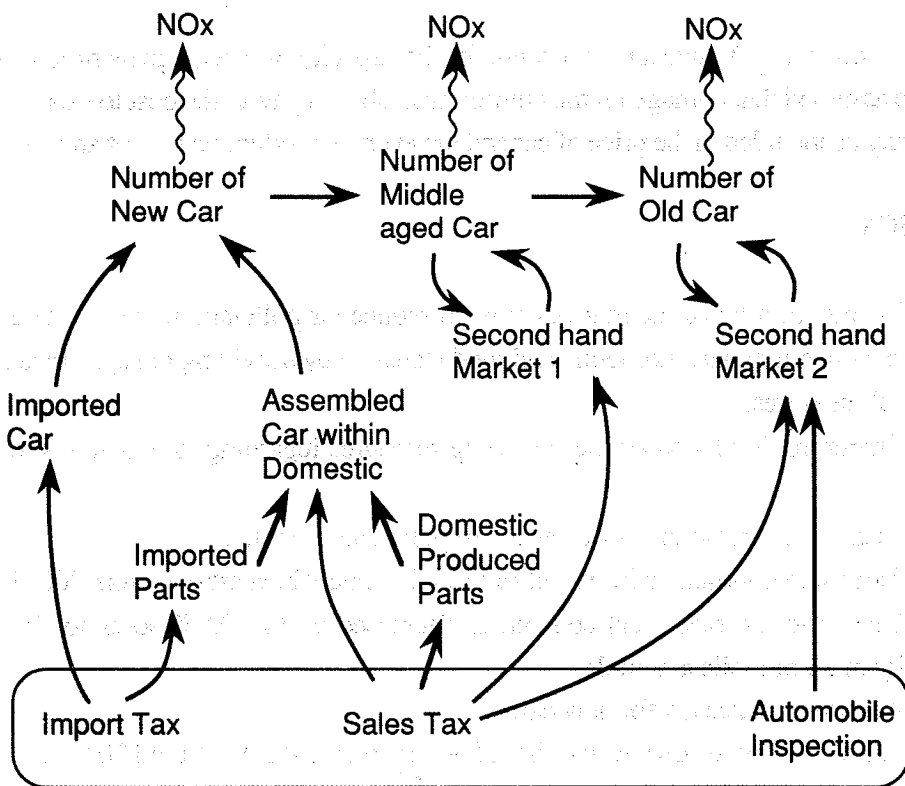 NOx
NOx
NOx
Number of
New Car
Number of
Middle
aged Car
Number of
Old Car
Second hand
Market 1
Second hand
Market 2
Imported
Car
Assembled
Car within
Domestic
Imported
Parts
Domestic
Produced
Parts
Import Tax
Sales Tax
Automobile
Inspection